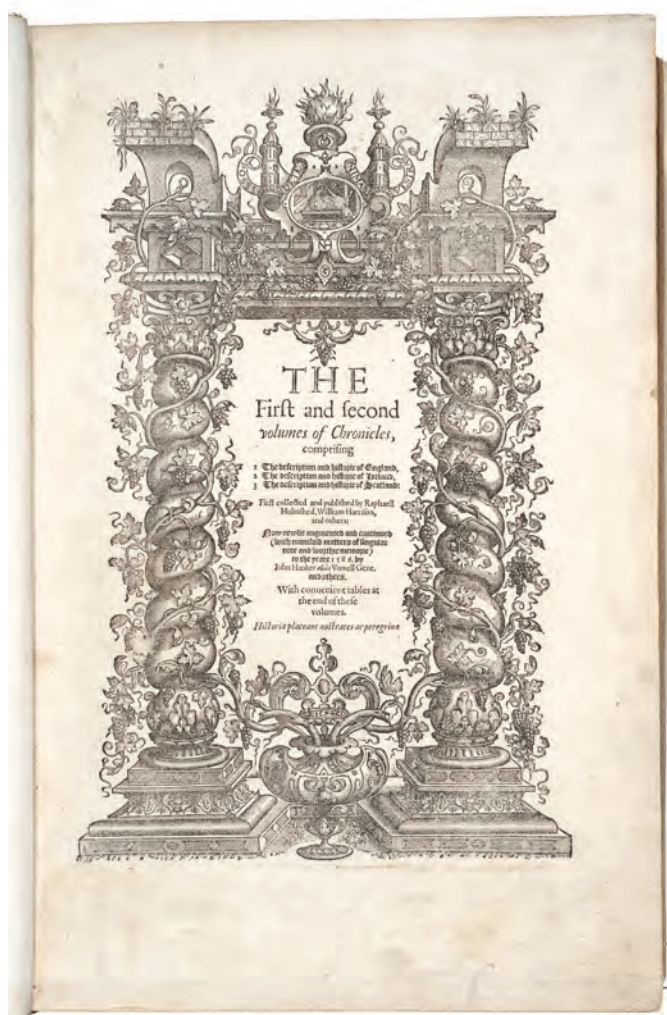 THE
Firſt and ſecond
volumes of Chronicles,
compriſing
1 The deſcription and hiſtorie of England,
2 The deſcription and hiſtorie of Ireland,
3 The deſcription and hiſtorie of Scotland:
Firſt collected and publiſhed by Raphaell
Holinſhed, William Harriſon,
and others:
Now newlie augmented and continued
(with manifold matters of ſingular
note and worthie memorie)
to the yeare 1586. by
John Hooker aliàs Vowell Gent.
and others.
With conuenient tables at
the end of theſe
volumes.
Hiſtoriæ placeant noſtrates ac peregrinæ